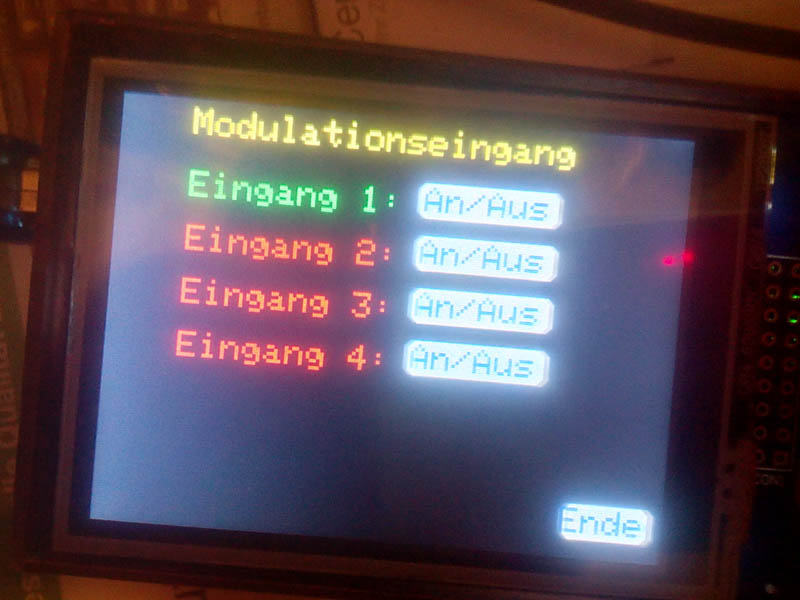 Modulationseingang
Eingang 1: An/Aus
Eingang 2: An/Aus
Eingang 3: An/Aus
Eingang 4: An/Aus
Ende